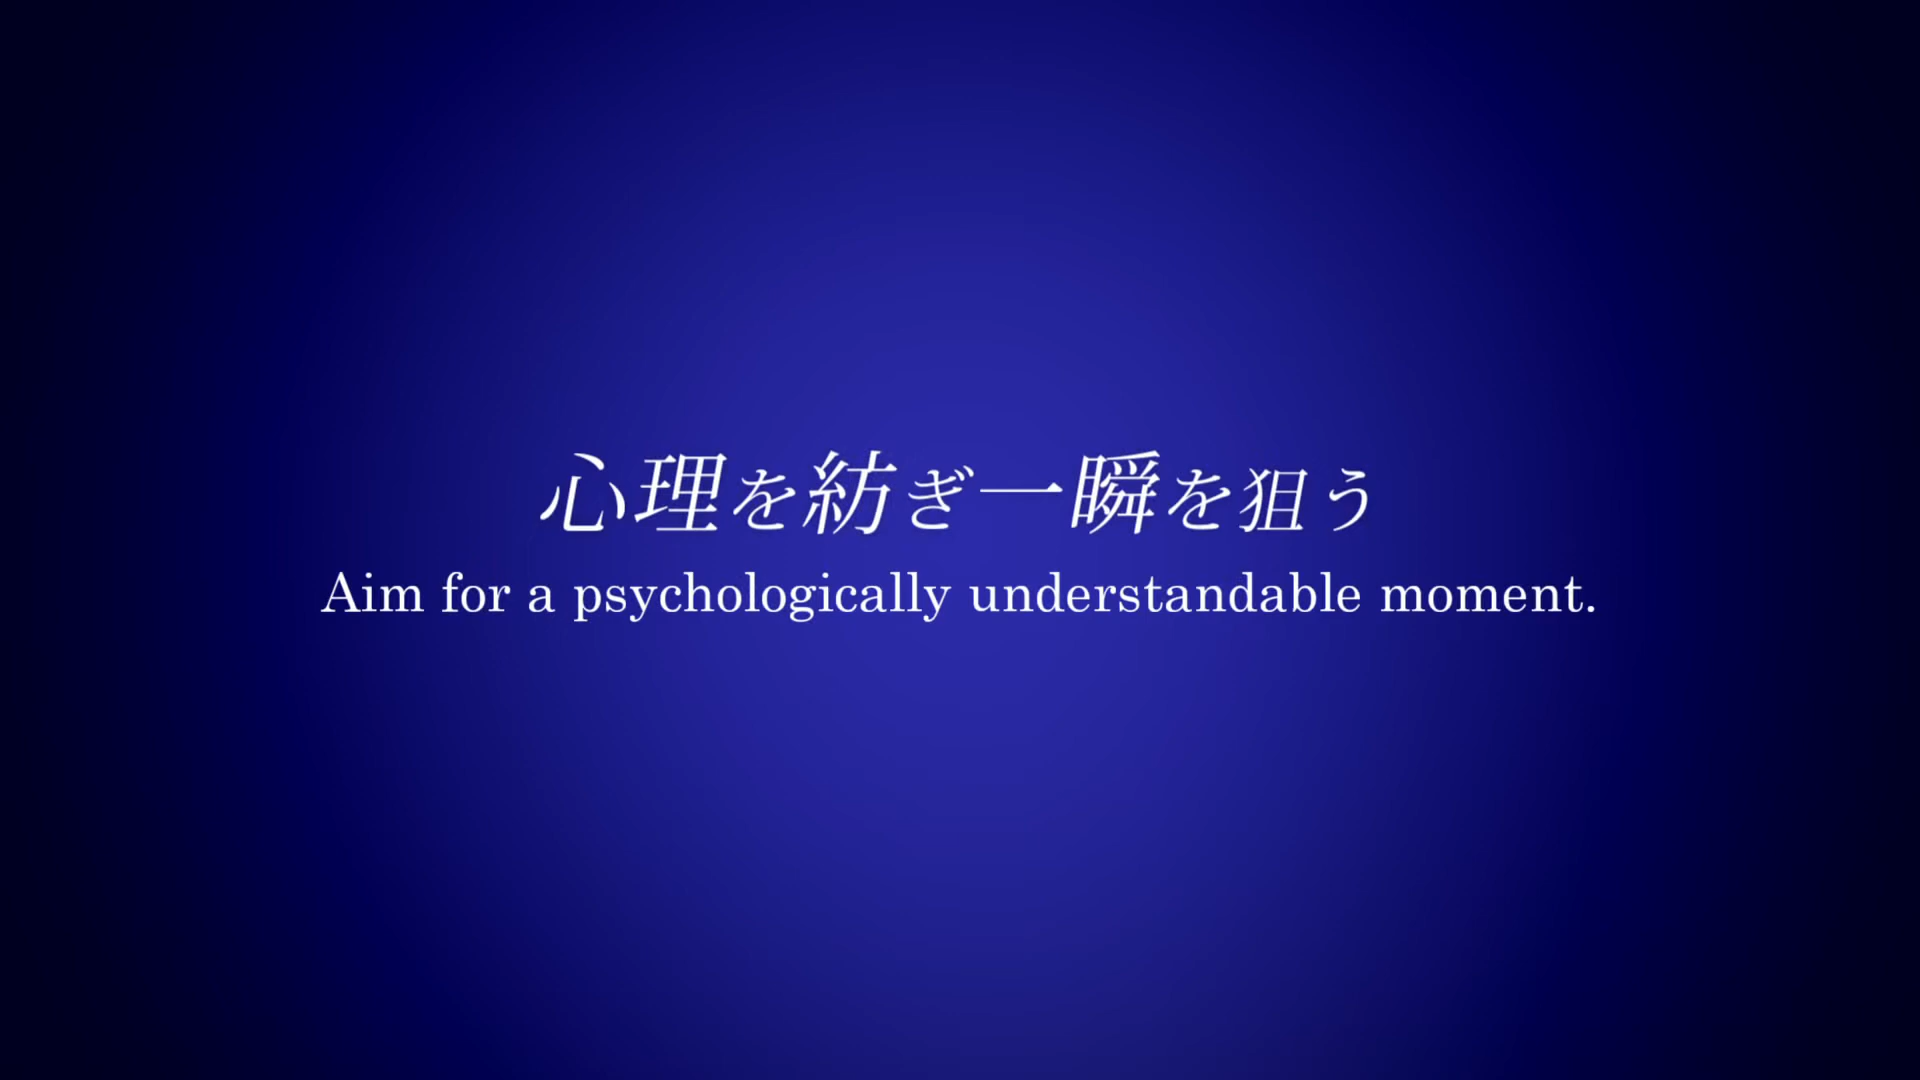 心理を紡ぎ一瞬を狙う
Aim for a psychologically understandable moment.